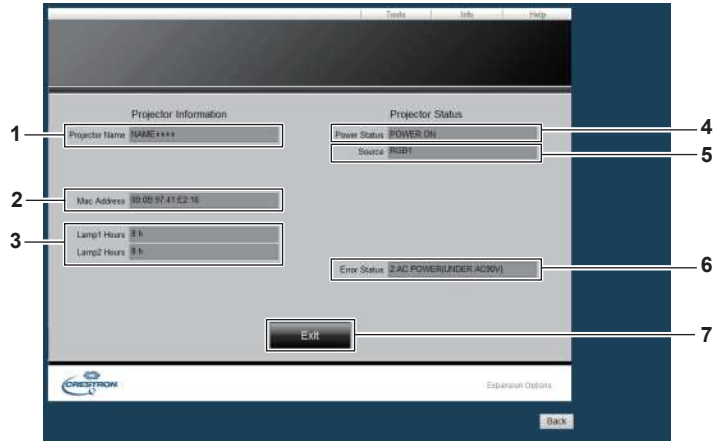 Tools Info Help
Projector Information
Projector Status
1
Projector Name NAME****
Power Status POWER ON
4
Source RGB1
5
2
Mac Address 00:0B:97:41:E2:16
3
Lamp1 Hours 8 h
Lamp2 Hours 8 h
Error Status 2:AC POWER(UNDER AC90V)
6
Exit
7
CRESTRON
Expansion Options
Back